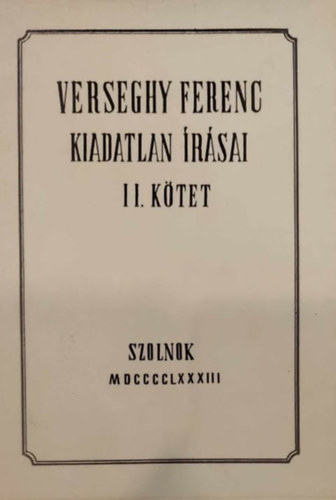 VERSEGHY FERENC
KIADATLAN ÍRÁSAI
II. KÖTET
SZOLNOK
MDCCCCLXXXIII